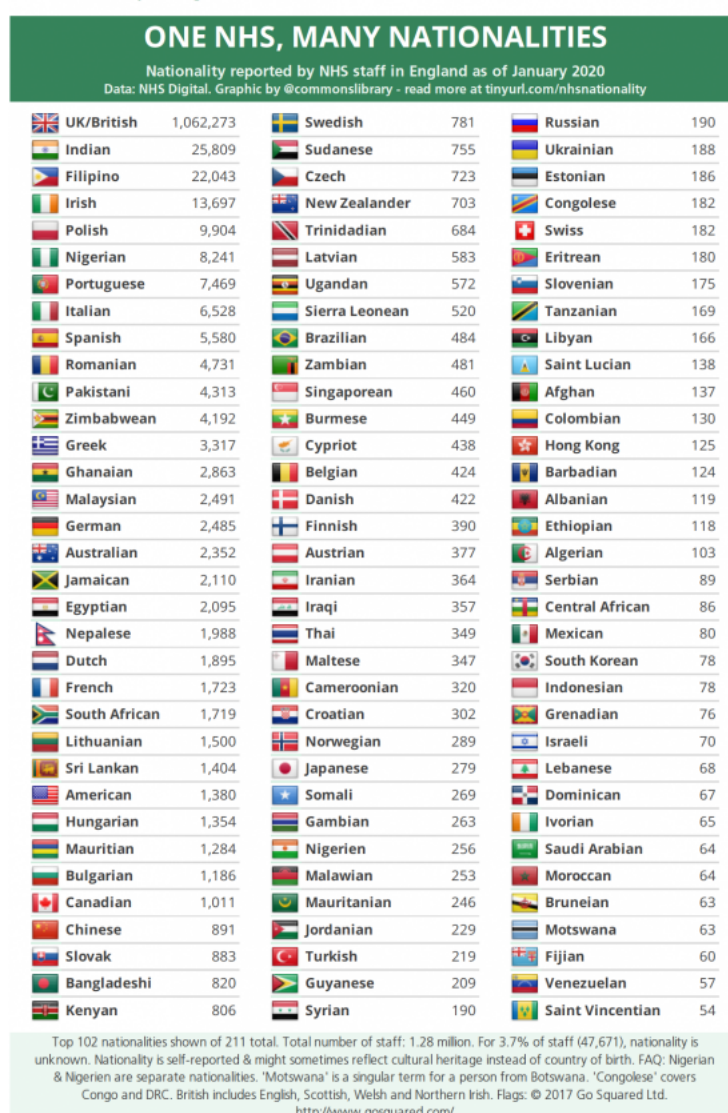 ONE NHS, MANY NATIONALITIES
Nationality reported by NHS staff in England as of January 2020
Data: NHS Digital. Graphic by @commonslibrary - read more at tinyurl.com/nhsnationality
UK/British 1,062,273
Indian 25,809
Filipino 22,043
Irish 13,697
Polish 9,904
Nigerian 8,241
Portuguese 7,469
Italian 6,528
Spanish 5,580
Romanian 4,731
Pakistani 4,313
Zimbabwean 4,192
Greek 3,317
Ghanaian 2,863
Malaysian 2,491
German 2,485
Australian 2,352
Jamaican 2,110
Egyptian 2,095
Nepalese 1,988
Dutch 1,895
French 1,723
South African 1,719
Lithuanian 1,500
Sri Lankan 1,404
American 1,380
Hungarian 1,354
Mauritian 1,284
Bulgarian 1,186
Canadian 1,011
Chinese 891
Slovak 883
Bangladeshi 820
Kenyan 806
Swedish 781
Sudanese 755
Czech 723
New Zealander 703
Trinidadian 684
Latvian 583
Ugandan 572
Sierra Leonean 520
Brazilian 484
Zambian 481
Singaporean 460
Burmese 449
Cypriot 438
Belgian 424
Danish 422
Finnish 390
Austrian 377
Iranian 364
Iraqi 357
Thai 349
Maltese 347
Cameroonian 320
Croatian 302
Norwegian 289
Japanese 279
Somali 269
Gambian 263
Nigerien 256
Malawian 253
Mauritanian 246
Jordanian 229
Turkish 219
Guyanese 209
Syrian 190
Russian 190
Ukrainian 188
Estonian 186
Congolese 182
Swiss 182
Eritrean 180
Slovenian 175
Tanzanian 169
Libyan 166
Saint Lucian 138
Afghan 137
Colombian 130
Hong Kong 125
Barbadian 124
Albanian 119
Ethiopian 118
Algerian 103
Serbian 89
Central African 86
Mexican 80
South Korean 78
Indonesian 78
Grenadian 76
Israeli 70
Lebanese 68
Dominican 67
Ivorian 65
Saudi Arabian 64
Moroccan 64
Bruneian 63
Motswana 63
Fijian 60
Venezuelan 57
Saint Vincentian 54
Top 102 nationalities shown of 211 total. Total number of staff: 1.28 million. For 3.7% of staff (47,671), nationality is
unknown. Nationality is self-reported & might sometimes reflect cultural heritage instead of country of birth. FAQ: Nigerian
& Nigerien are separate nationalities. 'Motswana' is a singular term for a person from Botswana. 'Congolese' covers
Congo and DRC. British includes English, Scottish, Welsh and Northern Irish. Flags: © 2017 Go Squared Ltd.
http://www.gosquared.com/